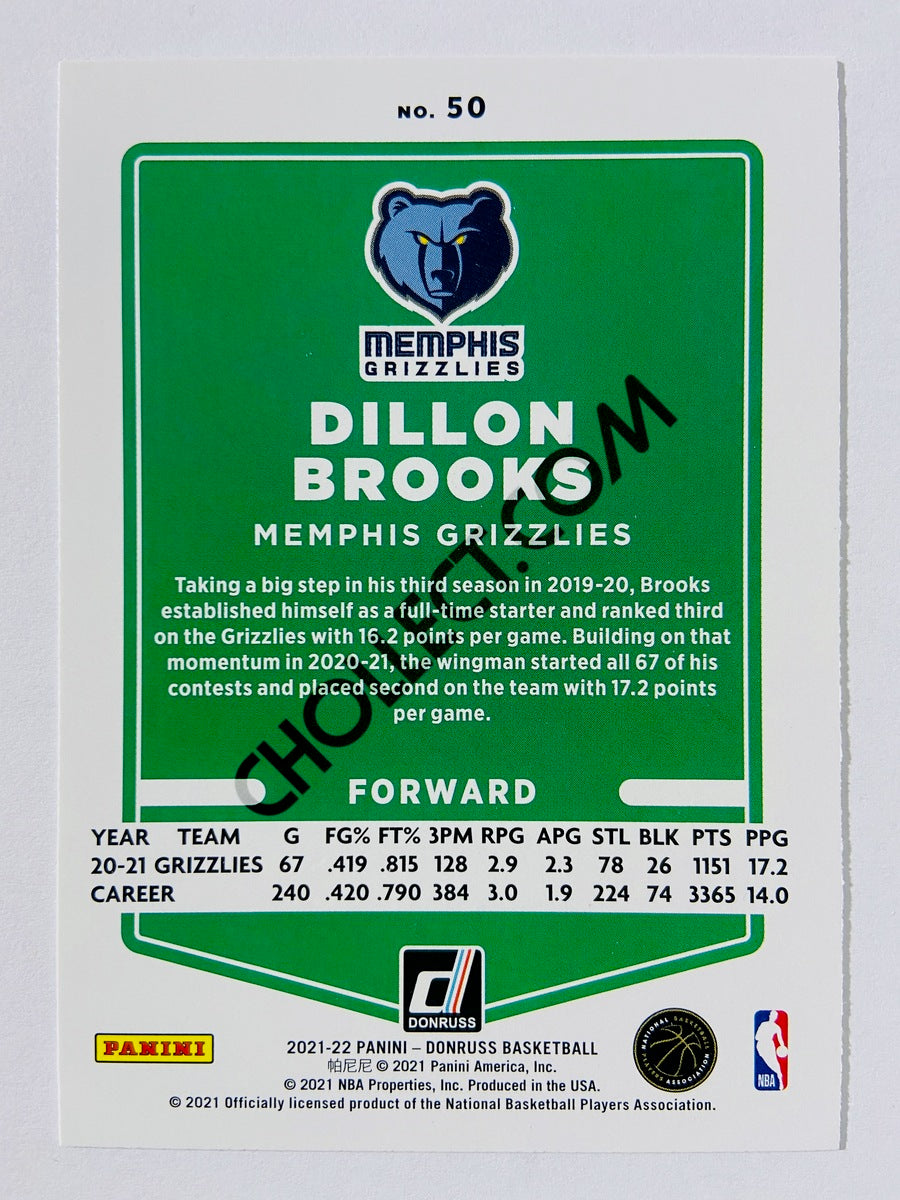 NO. 50
MEMPHIS
GRIZZLIES
DILLON
BROOKS
MEMPHIS GRIZZLIES
Taking a big step in his third season in 2019-20, Brooks
established himself as a full-time starter and ranked third
on the Grizzlies with 16.2 points per game. Building on that
momentum in 2020-21, the wingman started all 67 of his
contests and placed second on the team with 17.2 points
per game.
CHOLLECT.COM
FORWARD
YEAR TEAM G FG% FT% 3PM RPG APG STL BLK PTS PPG
20-21 GRIZZLIES 67 .419 .815 128 2.9 2.3 78 26 1151 17.2
CAREER 240 .420 .790 384 3.0 1.9 224 74 3365 14.0
d
DONRUSS
PANINI
2021-22 PANINI – DONRUSS BASKETBALL
帕尼尼 © 2021 Panini America, Inc.
© 2021 NBA Properties, Inc. Produced in the USA.
© 2021 Officially licensed product of the National Basketball Players Association.
NATIONAL BASKETBALL
PLAYERS ASSOCIATION
NBA